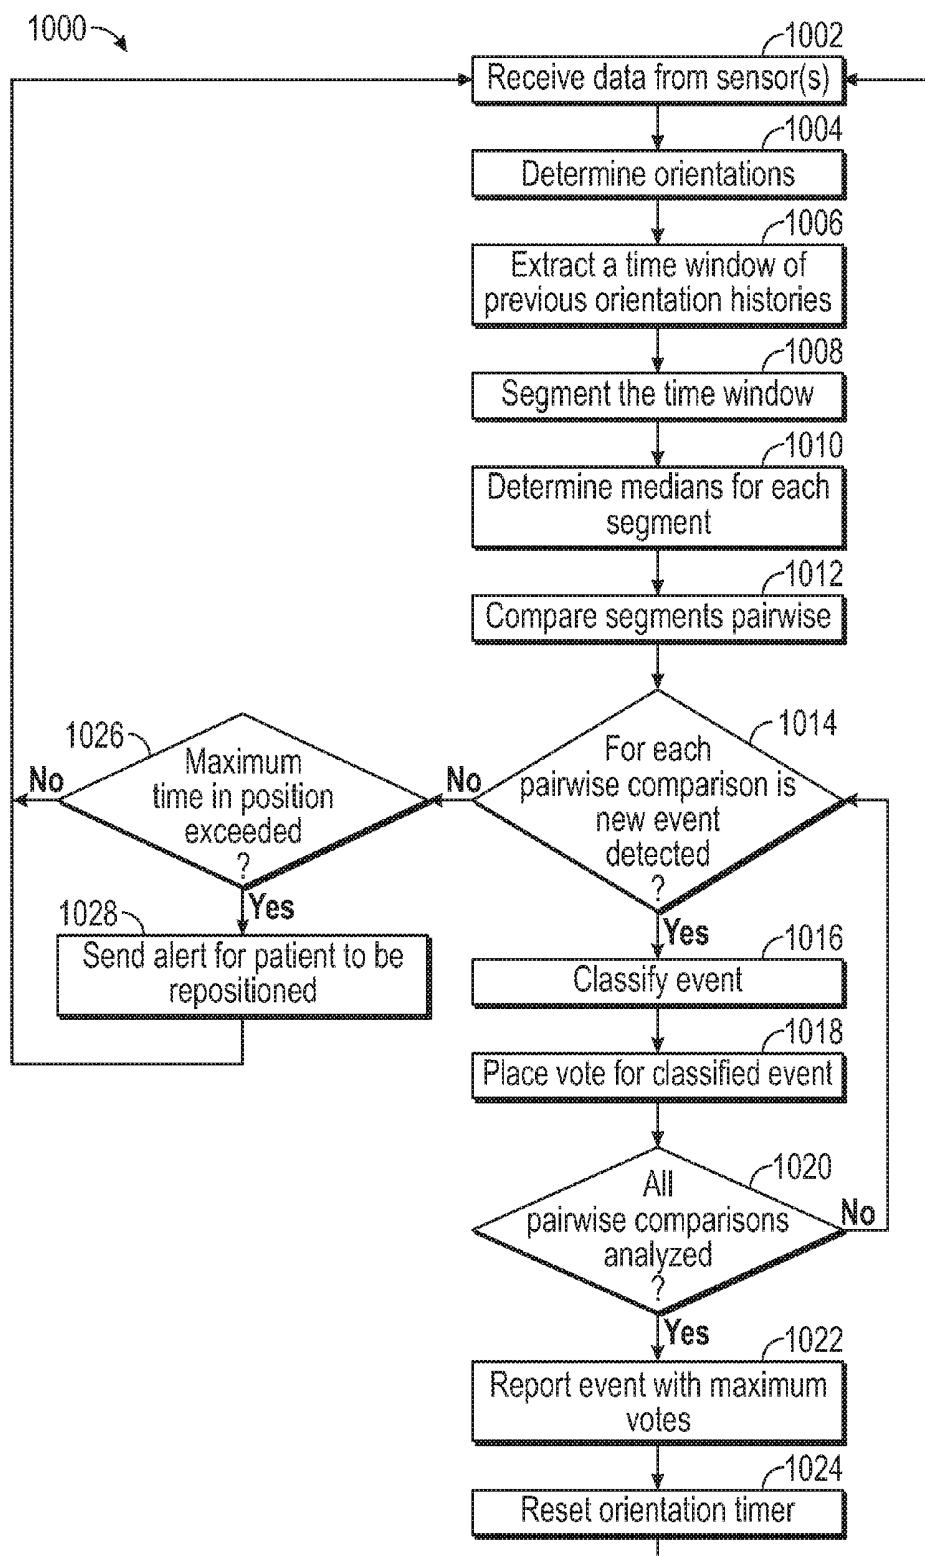 1000
1002
Receive data from sensor(s)
1004
Determine orientations
1006
Extract a time window of
previous orientation histories
1008
Segment the time window
1010
Determine medians for each
segment
1012
Compare segments pairwise
1014
For each
pairwise comparison is
new event
detected
?
No
Yes
1026
Maximum
time in position
exceeded
?
No
Yes
1028
Send alert for patient to be
repositioned
1016
Classify event
1018
Place vote for classified event
1020
All
pairwise comparisons
analyzed
?
No
Yes
1022
Report event with maximum
votes
1024
Reset orientation timer